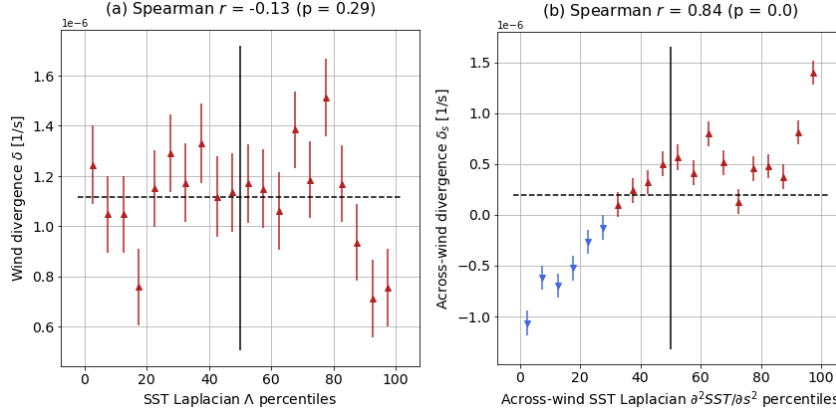 (a) Spearman r = -0.13 (p = 0.29)
1e−6
1.6
1.4
1.2
1.0
0.8
0.6
Wind divergence δ [1/s]
0 20 40 60 80 100
SST Laplacian Λ percentiles
(b) Spearman r = 0.84 (p = 0.0)
1e−6
1.5
1.0
0.5
0.0
−0.5
−1.0
Across-wind divergence δs [1/s]
0 20 40 60 80 100
Across-wind SST Laplacian ∂²SST/∂s² percentiles